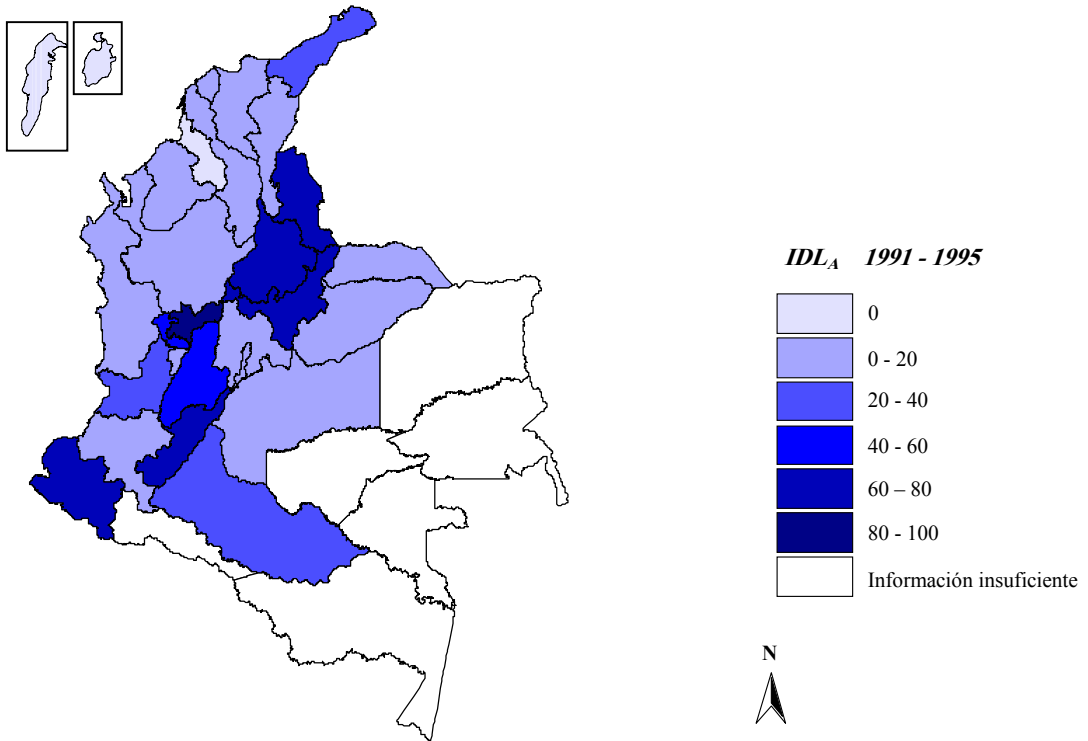 IDLA 1991 - 1995
0
0 - 20
20 - 40
40 - 60
60 – 80
80 - 100
Información insuficiente
N